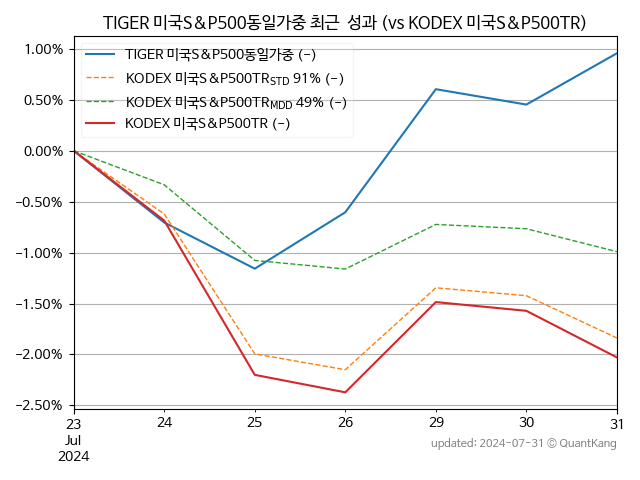 TIGER 미국S&P500동일가중 최근 성과 (vs KODEX 미국S&P500TR)
TIGER 미국S&P500동일가중 (-)
KODEX 미국S&P500TR_STD 91% (-)
KODEX 미국S&P500TR_MDD 49% (-)
KODEX 미국S&P500TR (-)
1.00%
0.50%
0.00%
-0.50%
-1.00%
-1.50%
-2.00%
-2.50%
23 24 25 26 29 30 31
Jul
2024
updated: 2024-07-31 © QuantKang